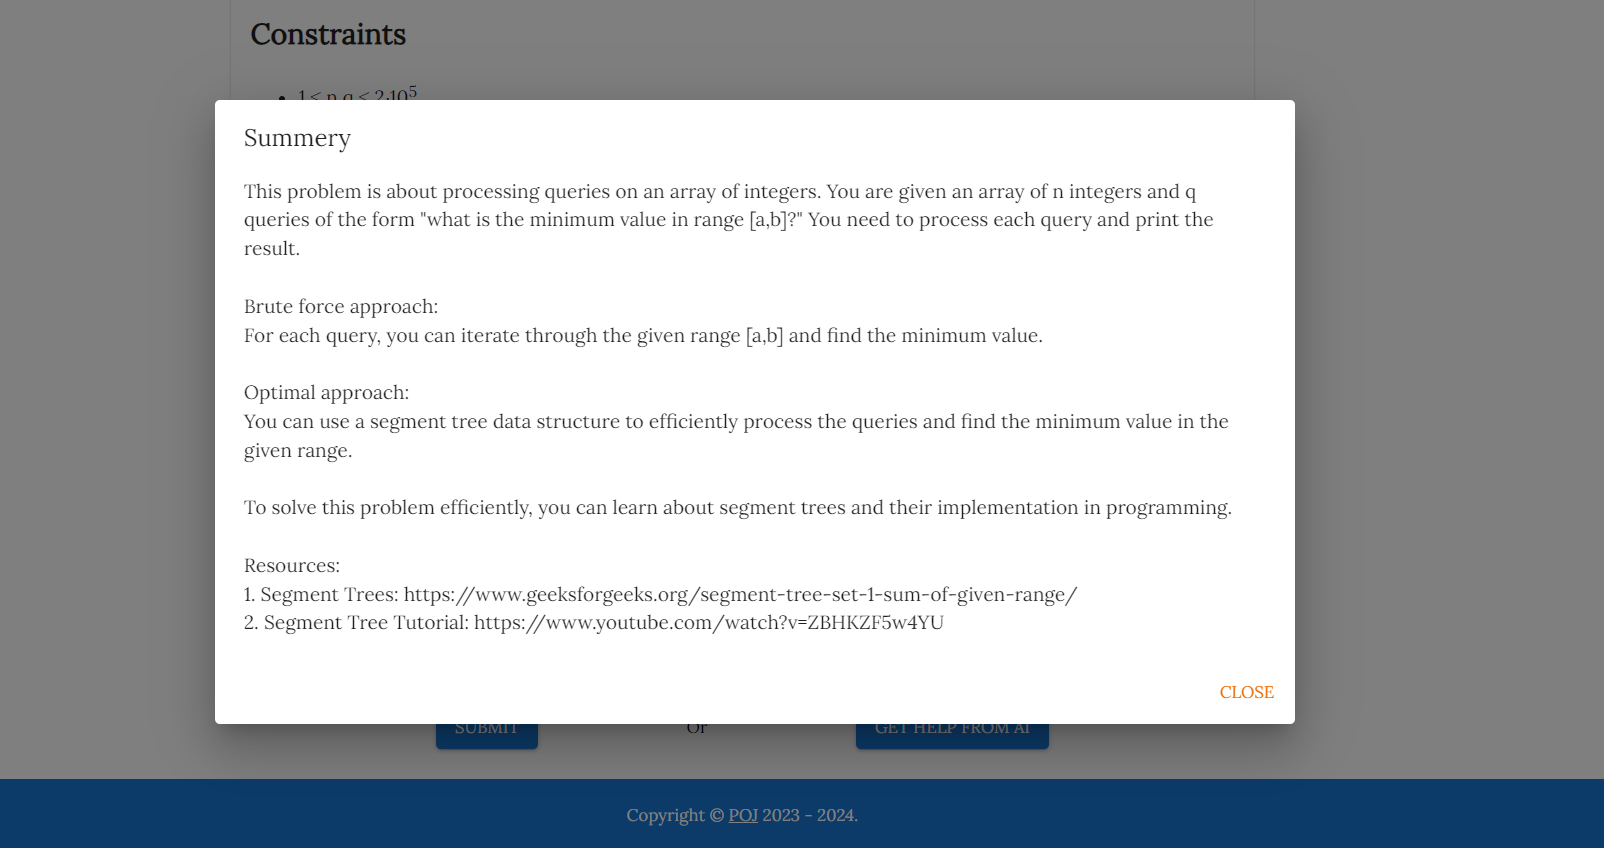 Constraints
1 ≤ n,q ≤ 2·10⁵
Summery
This problem is about processing queries on an array of integers. You are given an array of n integers and q
queries of the form "what is the minimum value in range [a,b]?" You need to process each query and print the
result.
Brute force approach:
For each query, you can iterate through the given range [a,b] and find the minimum value.
Optimal approach:
You can use a segment tree data structure to efficiently process the queries and find the minimum value in the
given range.
To solve this problem efficiently, you can learn about segment trees and their implementation in programming.
Resources:
1. Segment Trees: https://www.geeksforgeeks.org/segment-tree-set-1-sum-of-given-range/
2. Segment Tree Tutorial: https://www.youtube.com/watch?v=ZBHKZF5w4YU
CLOSE
SUBMIT Or GET HELP FROM AI
Copyright © POJ 2023 - 2024.